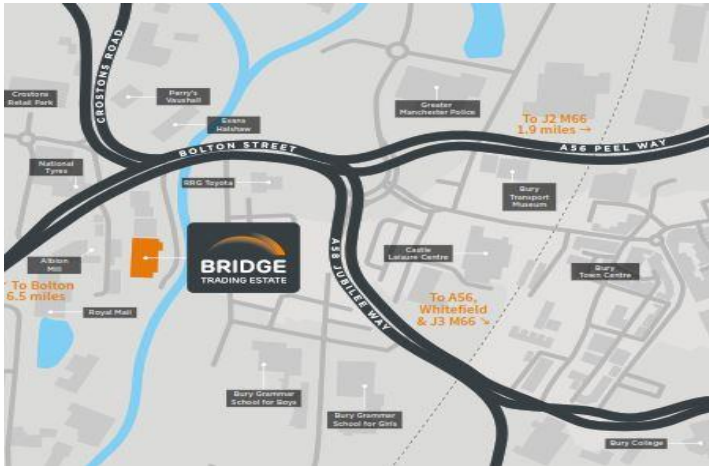 CROSTONS ROAD
Crostons
Retail Park
Perry's
Vauxhall
Evans
Halshaw
Greater
Manchester Police
To J2 M66
1.9 miles →
A56 PEEL WAY
BOLTON STREET
National
Tyres
RRG Toyota
Bury
Transport
Museum
Albion
Mill
To Bolton
6.5 miles
BRIDGE
TRADING ESTATE
A58 JUBILEE WAY
Castle
Leisure Centre
Bury
Town Centre
To A56,
Whitefield
& J3 M66 ↘
Royal Mail
Bury Grammar
School for Boys
Bury Grammar
School for Girls
Bury College